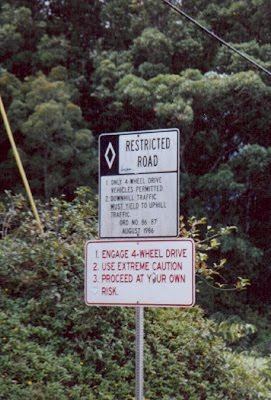 RESTRICTED
ROAD
1. ONLY 4-WHEEL DRIVE
VEHICLES PERMITTED.
2. DOWNHILL TRAFFIC
MUST YIELD TO UPHILL
TRAFFIC.
ORD. NO. 86-87
AUGUST 1986
1. ENGAGE 4-WHEEL DRIVE
2. USE EXTREME CAUTION
3. PROCEED AT YOUR OWN
RISK.